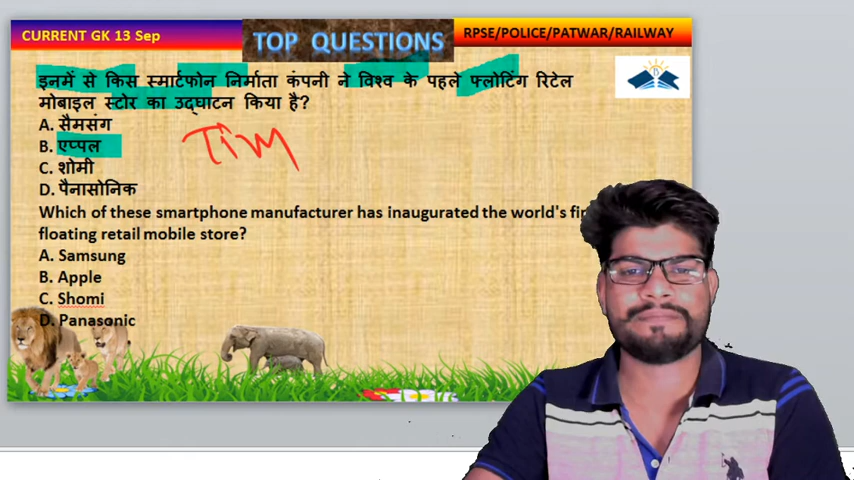 CURRENT GK 13 Sep
TOP QUESTIONS
RPSE/POLICE/PATWAR/RAILWAY
इनमें से किस स्मार्टफोन निर्माता कंपनी ने विश्व के पहले फ्लोटिंग रिटेल
मोबाइल स्टोर का उद्घाटन किया है?
A. सैमसंग
B. एप्पल
C. शोमी
D. पैनासोनिक
Tim
Which of these smartphone manufacturer has inaugurated the world's
floating retail mobile store?
A. Samsung
B. Apple
C. Shomi
D. Panasonic